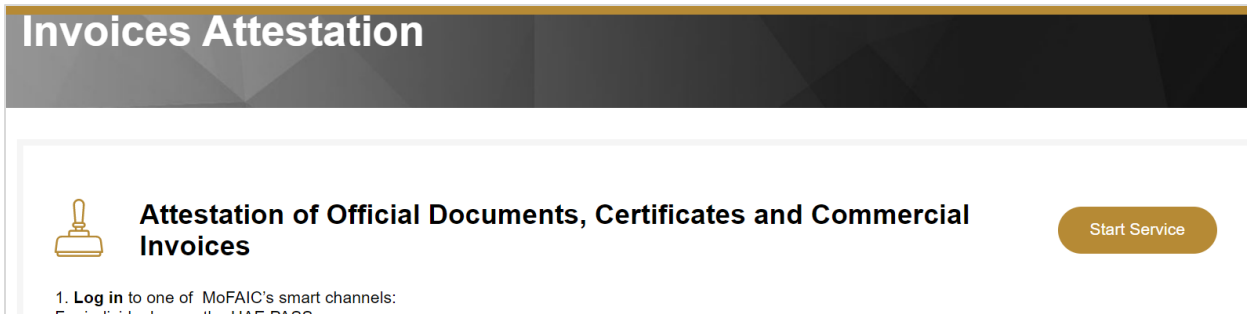 Invoices Attestation
Attestation of Official Documents, Certificates and Commercial
Invoices
Start Service
1. Log in to one of  MoFAIC's smart channels: